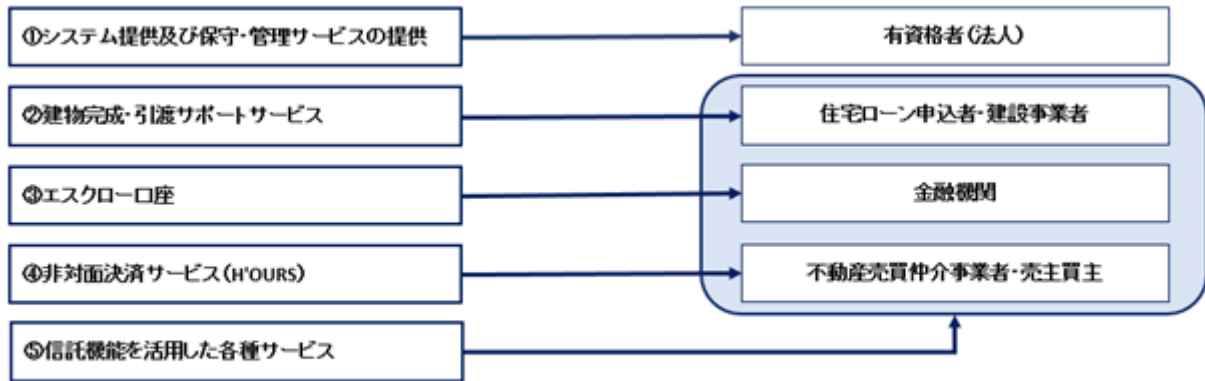 ①システム提供及び保守・管理サービスの提供
有資格者（法人）
②建物完成・引渡サポートサービス
住宅ローン申込者・建設事業者
③エスクロー口座
金融機関
④非対面決済サービス（H'OURS）
不動産売買仲介事業者・売主買主
⑤信託機能を活用した各種サービス